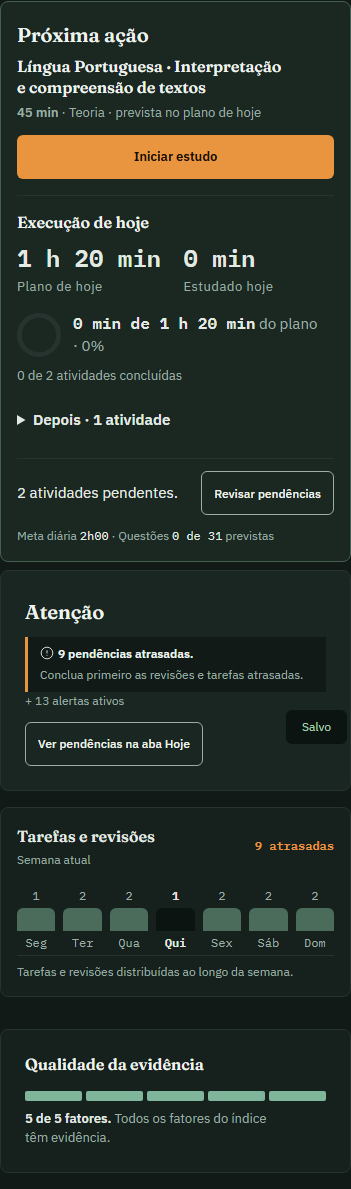 Próxima ação
Língua Portuguesa · Interpretação
e compreensão de textos
45 min · Teoria · prevista no plano de hoje
Iniciar estudo
Execução de hoje
1 h 20 min 0 min
Plano de hoje Estudado hoje
0 min de 1 h 20 min do plano
· 0%
0 de 2 atividades concluídas
Depois · 1 atividade
2 atividades pendentes. Revisar pendências
Meta diária 2h00 · Questões 0 de 31 previstas
Atenção
9 pendências atrasadas.
Conclua primeiro as revisões e tarefas atrasadas.
+ 13 alertas ativos
Salvo
Ver pendências na aba Hoje
Tarefas e revisões
9 atrasadas
Semana atual
1 2 2 1 2 2 2
Seg Ter Qua Qui Sex Sáb Dom
Tarefas e revisões distribuídas ao longo da semana.
Qualidade da evidência
5 de 5 fatores. Todos os fatores do índice
têm evidência.